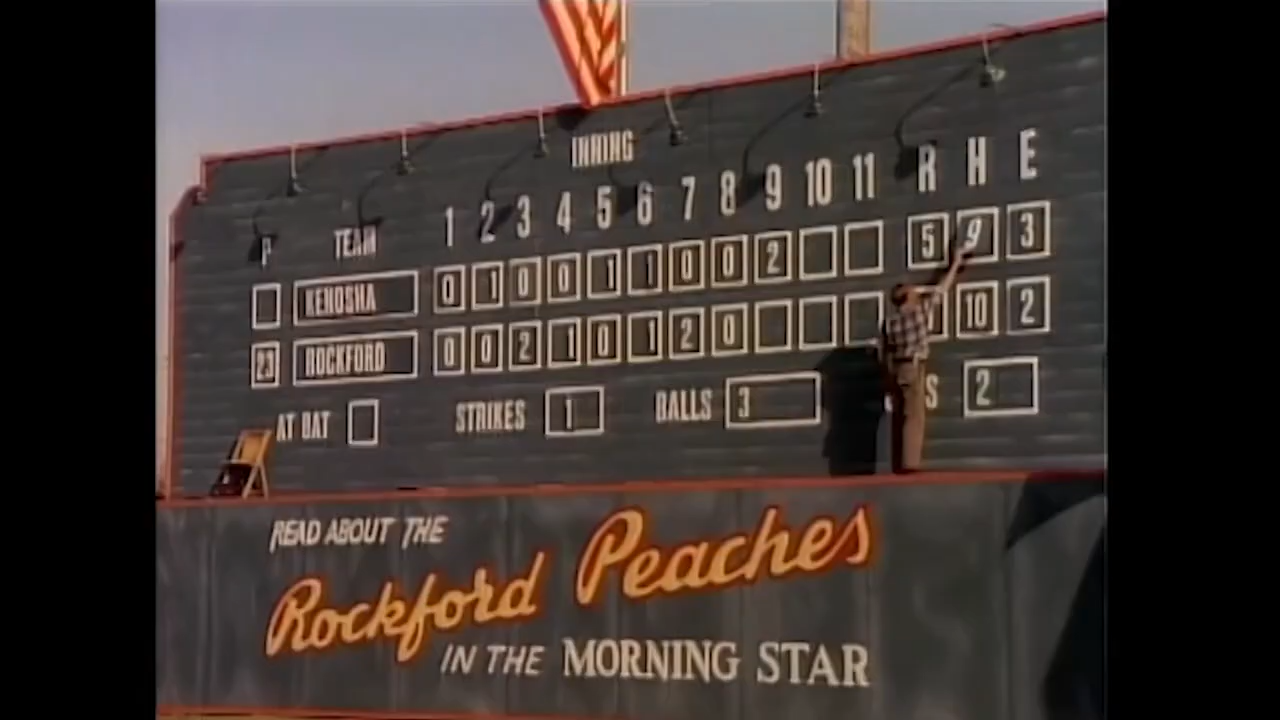 INNING
P TEAM 1 2 3 4 5 6 7 8 9 10 11 R H E
KENOSHA 0 1 0 0 1 1 0 0 2 5 9 3
23 ROCKFORD 0 0 2 1 0 1 2 0 10 2
AT BAT STRIKES 1 BALLS 3 S 2
READ ABOUT THE
Rockford Peaches
IN THE MORNING STAR